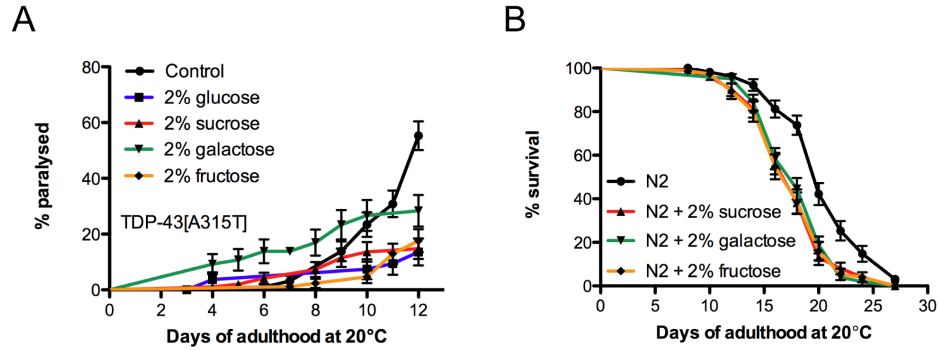 A
80
60
40
20
0
% paralysed
Control
2% glucose
2% sucrose
2% galactose
2% fructose
TDP-43[A315T]
0 2 4 6 8 10 12
Days of adulthood at 20°C
B
100
80
60
40
20
0
% survival
N2
N2 + 2% sucrose
N2 + 2% galactose
N2 + 2% fructose
0 5 10 15 20 25 30
Days of adulthood at 20°C